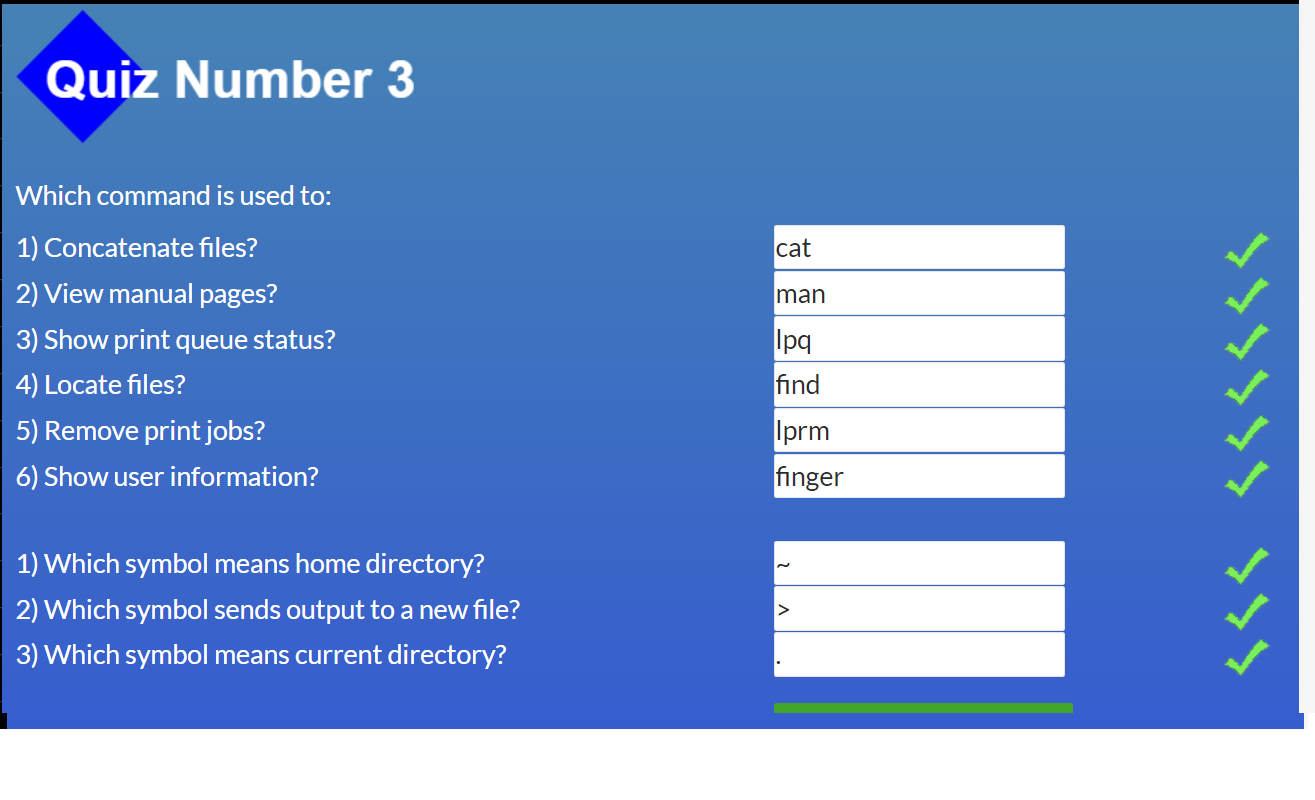 Quiz Number 3
Which command is used to:
1) Concatenate files? cat
2) View manual pages? man
3) Show print queue status? lpq
4) Locate files? find
5) Remove print jobs? lprm
6) Show user information? finger
1) Which symbol means home directory? ~
2) Which symbol sends output to a new file? >
3) Which symbol means current directory? .